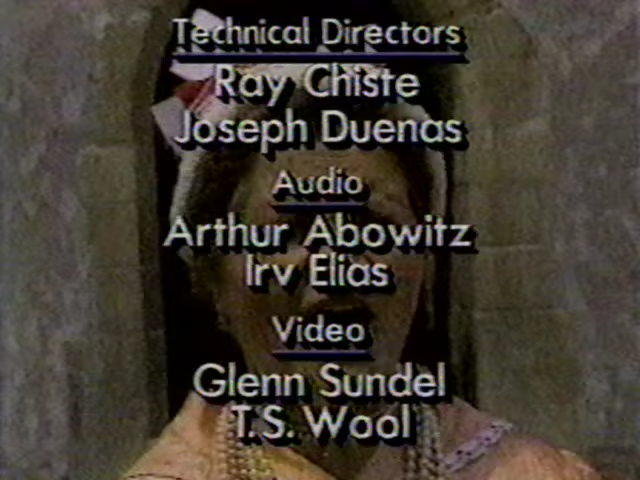 Technical Directors
Ray Chiste
Joseph Duenas
Audio
Arthur Abowitz
Irv Elias
Video
Glenn Sundel
T.S. Wool